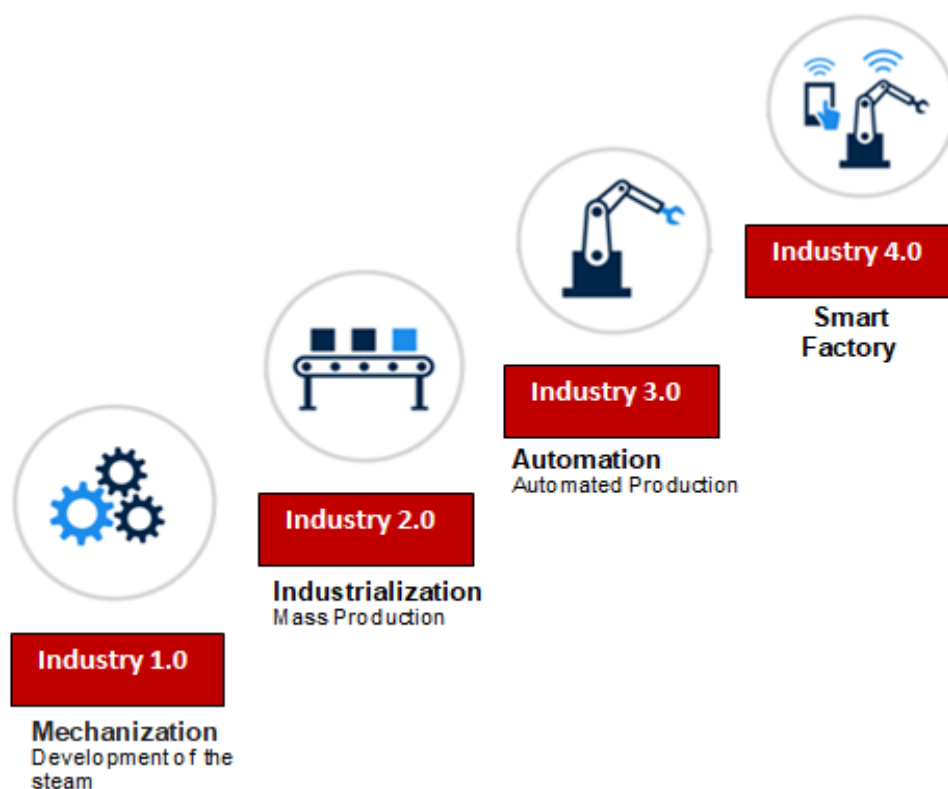 Industry 4.0
Smart
Factory
Industry 3.0
Automation
Automated Production
Industry 2.0
Industrialization
Mass Production
Industry 1.0
Mechanization
Development of the
steam